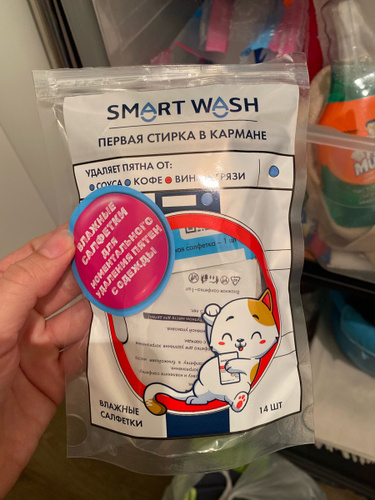 SMART WASH
ПЕРВАЯ СТИРКА В КАРМАНЕ
УДАЛЯЕТ ПЯТНА ОТ:
СОУСА КОФЕ ВИН ГРЯЗИ
ВЛАЖНЫЕ
САЛФЕТКИ
ДЛЯ
МОМЕНТАЛЬНОГО
УДАЛЕНИЯ ПЯТЕН
С ОДЕЖДЫ
ВЛАЖНЫЕ
САЛФЕТКИ
14 ШТ